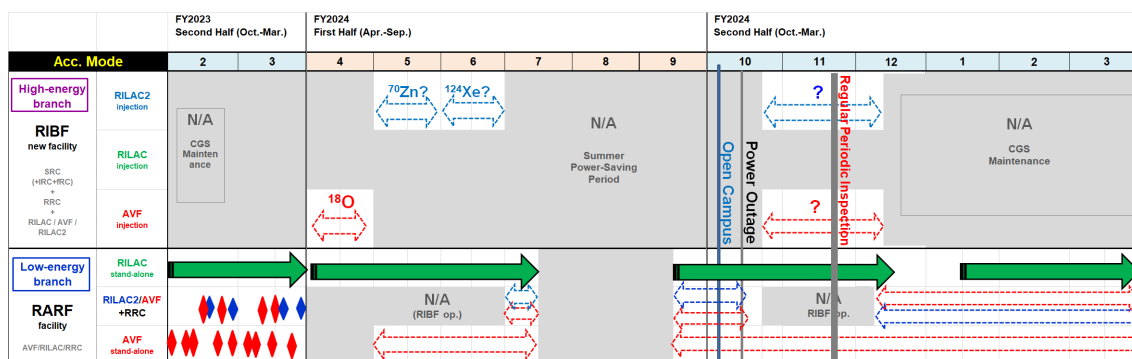 FY2023
Second Half (Oct.-Mar.)
FY2024
First Half (Apr.-Sep.)
FY2024
Second Half (Oct.-Mar.)
Acc. Mode
2
3
4
5
6
7
8
9
10
11
12
1
2
3
High-energy
branch
RIBF
new facility
SRC
(+IRC+fRC)
+
RRC
+
RILAC / AVF /
RILAC2
RILAC2
injection
RILAC
injection
AVF
injection
N/A
CGS
Mainten
ance
18O
70Zn?
124Xe?
N/A
Summer
Power-Saving
Period
Open Campus
Power Outage
?
?
Regular Periodic Inspection
N/A
CGS
Maintenance
Low-energy
branch
RARF
facility
AVF/RILAC/RRC
RILAC
stand-alone
RILAC2/AVF
+RRC
AVF
stand-alone
N/A
(RIBF op.)
N/A
RIBF op.